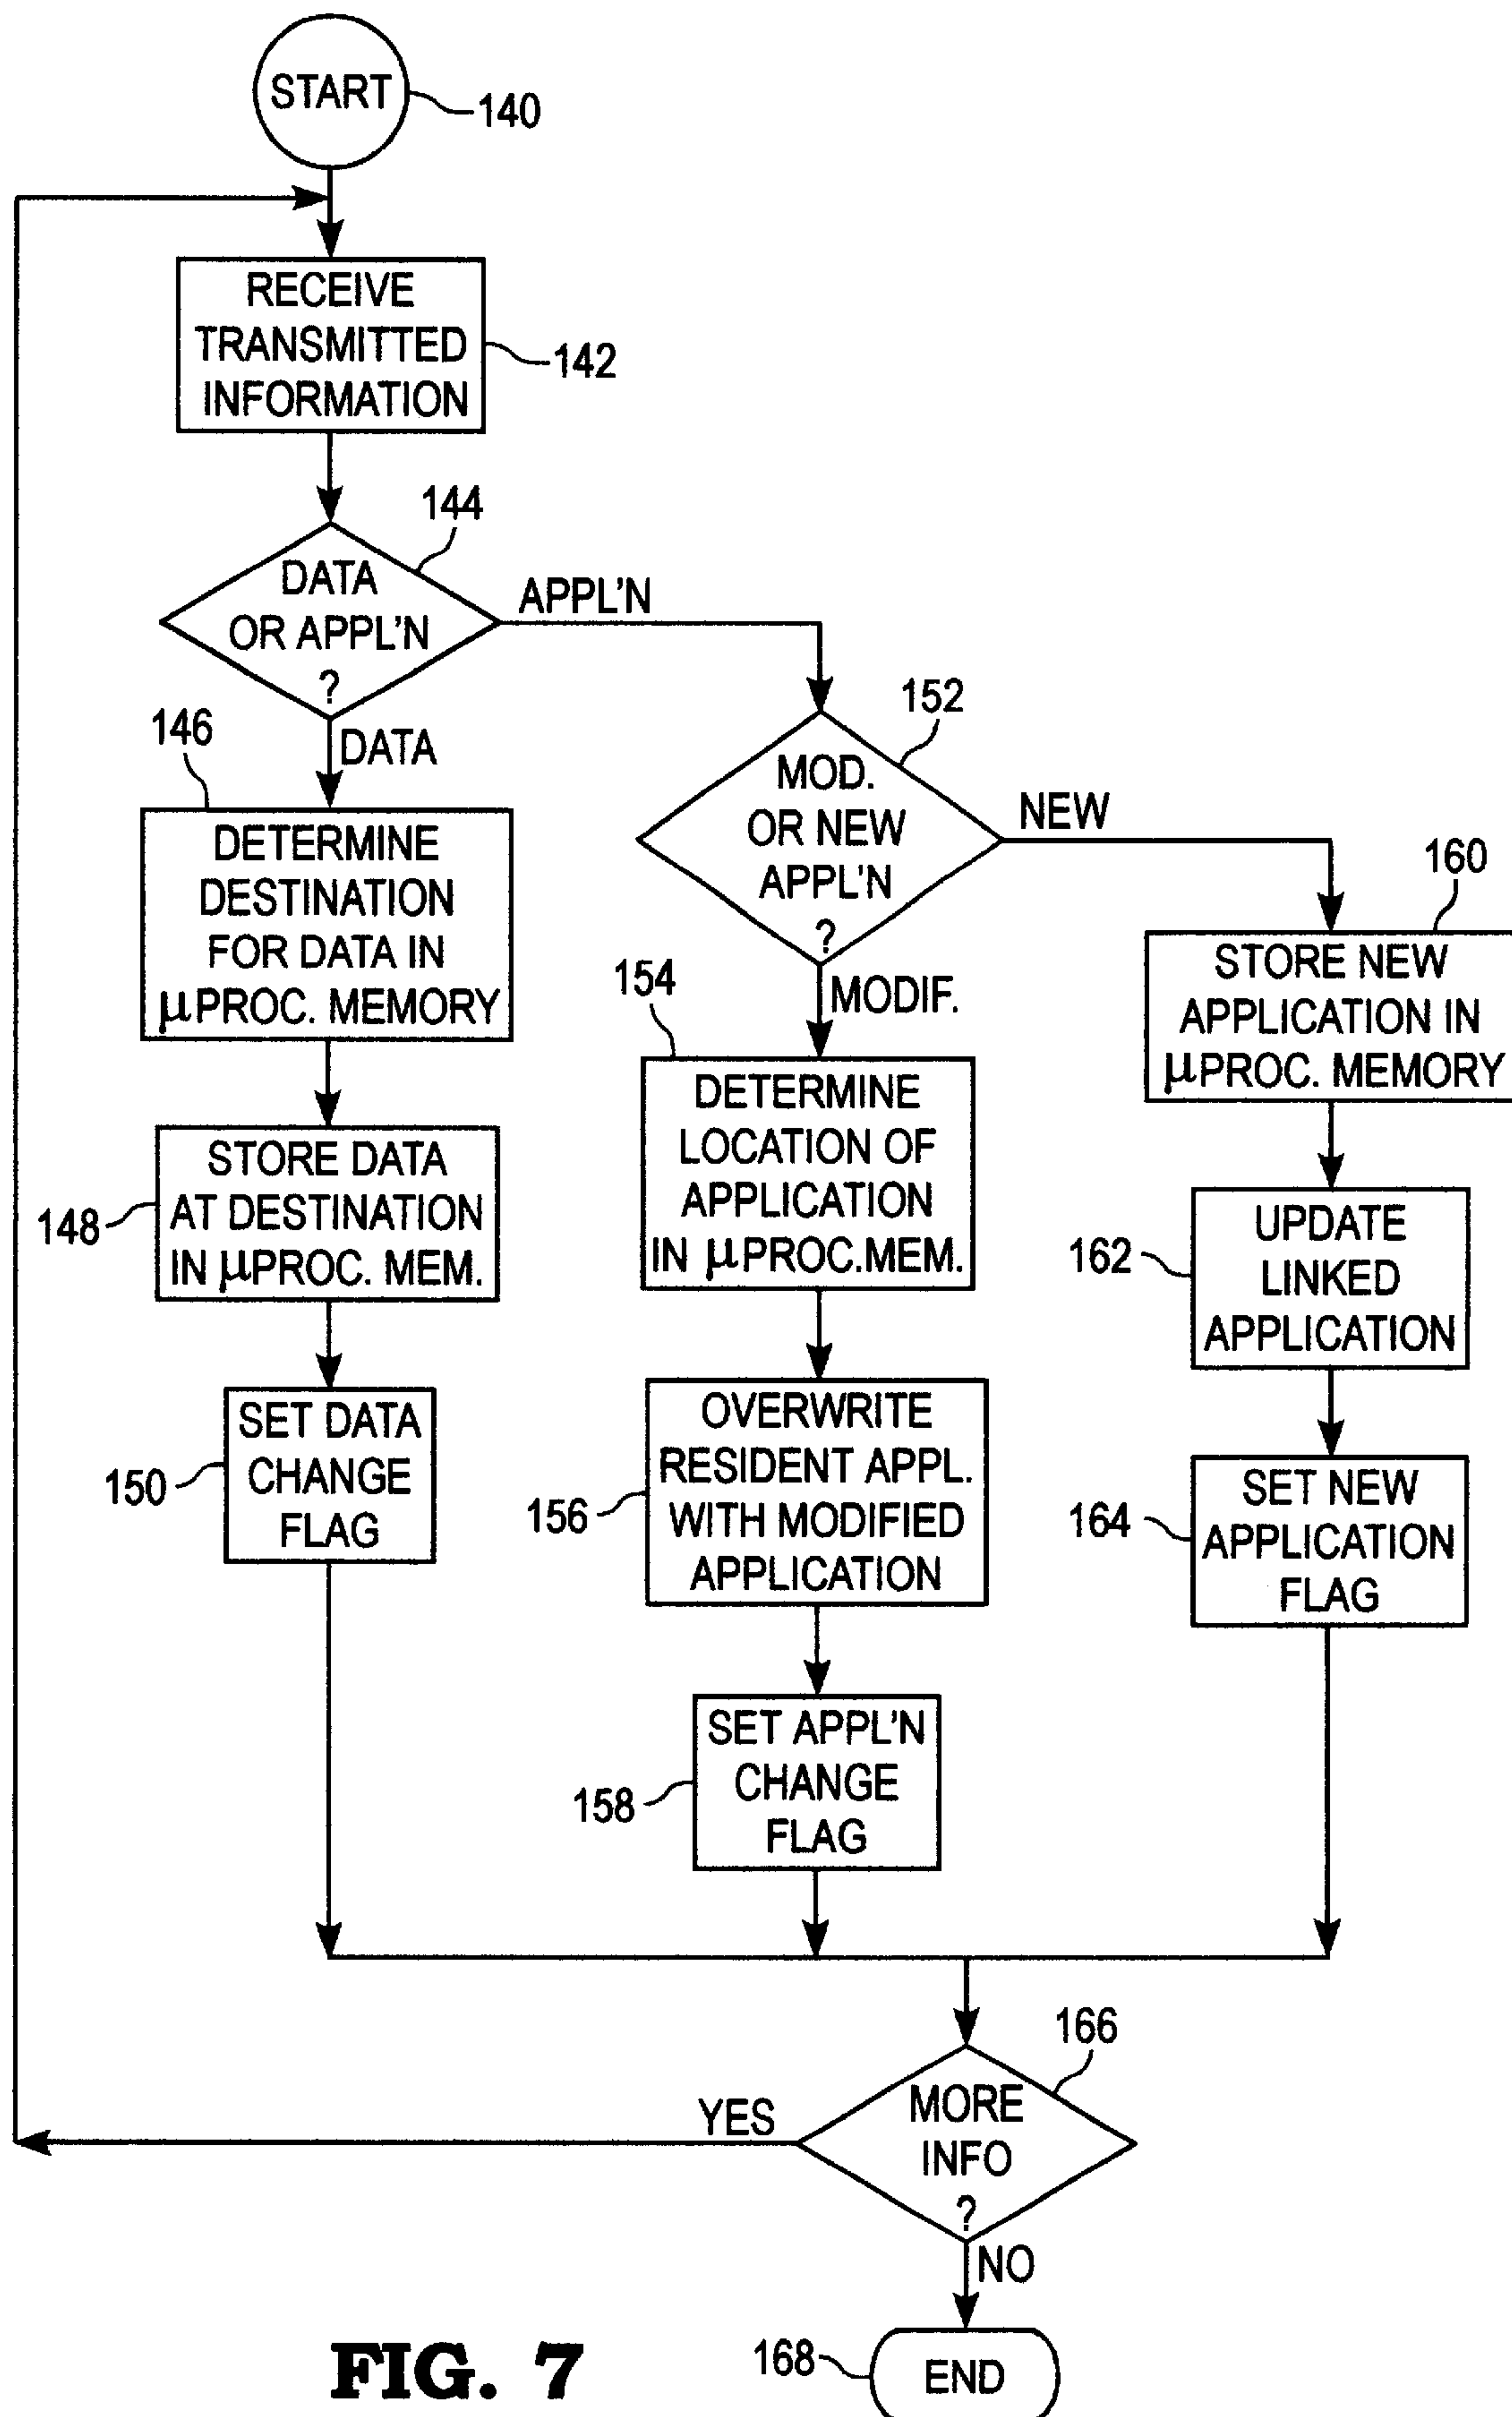 START
140
RECEIVE
TRANSMITTED
INFORMATION
142
144
DATA
OR APPL'N
?
APPL'N
DATA
146
DETERMINE
DESTINATION
FOR DATA IN
μPROC. MEMORY
148
STORE DATA
AT DESTINATION
IN μPROC. MEM.
150
SET DATA
CHANGE
FLAG
152
MOD.
OR NEW
APPL'N
?
NEW
MODIF.
154
DETERMINE
LOCATION OF
APPLICATION
IN μPROC.MEM.
156
OVERWRITE
RESIDENT APPL.
WITH MODIFIED
APPLICATION
158
SET APPL'N
CHANGE
FLAG
160
STORE NEW
APPLICATION IN
μPROC. MEMORY
162
UPDATE
LINKED
APPLICATION
164
SET NEW
APPLICATION
FLAG
166
MORE
INFO
?
YES
NO
168
END
FIG. 7